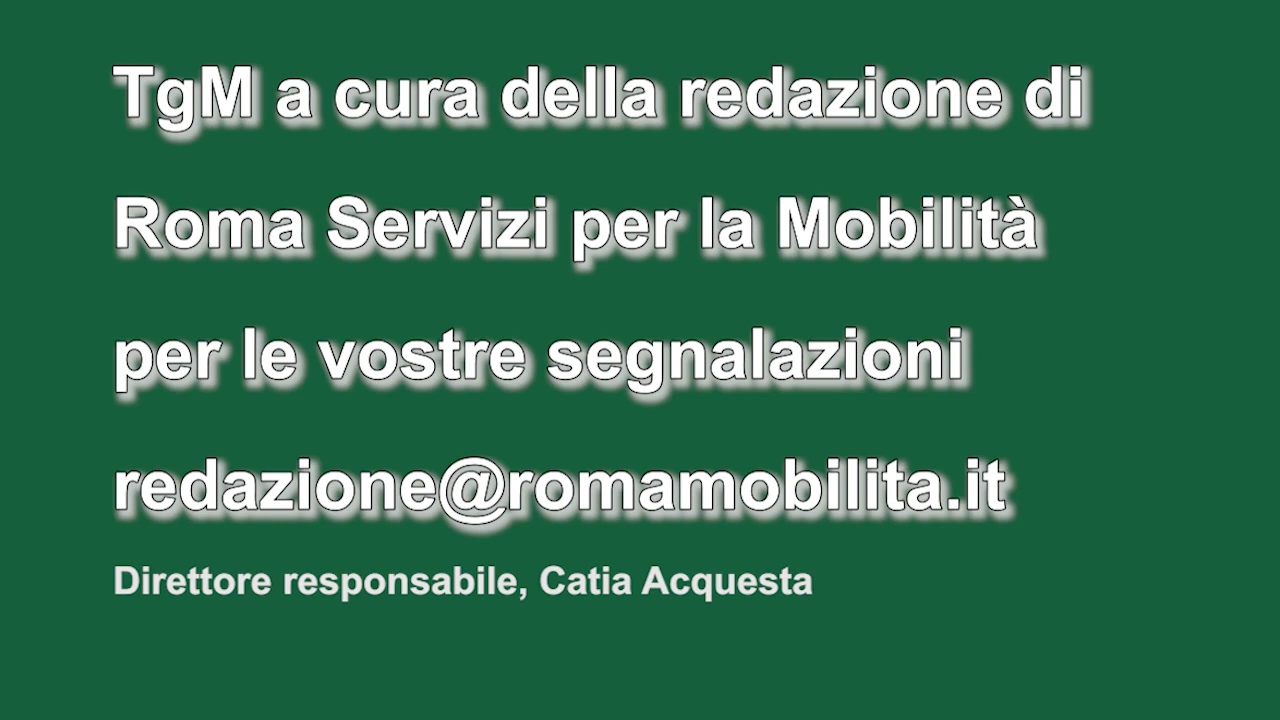 TgM a cura della redazione di
Roma Servizi per la Mobilità
per le vostre segnalazioni
redazione@romamobilita.it
Direttore responsabile, Catia Acquesta